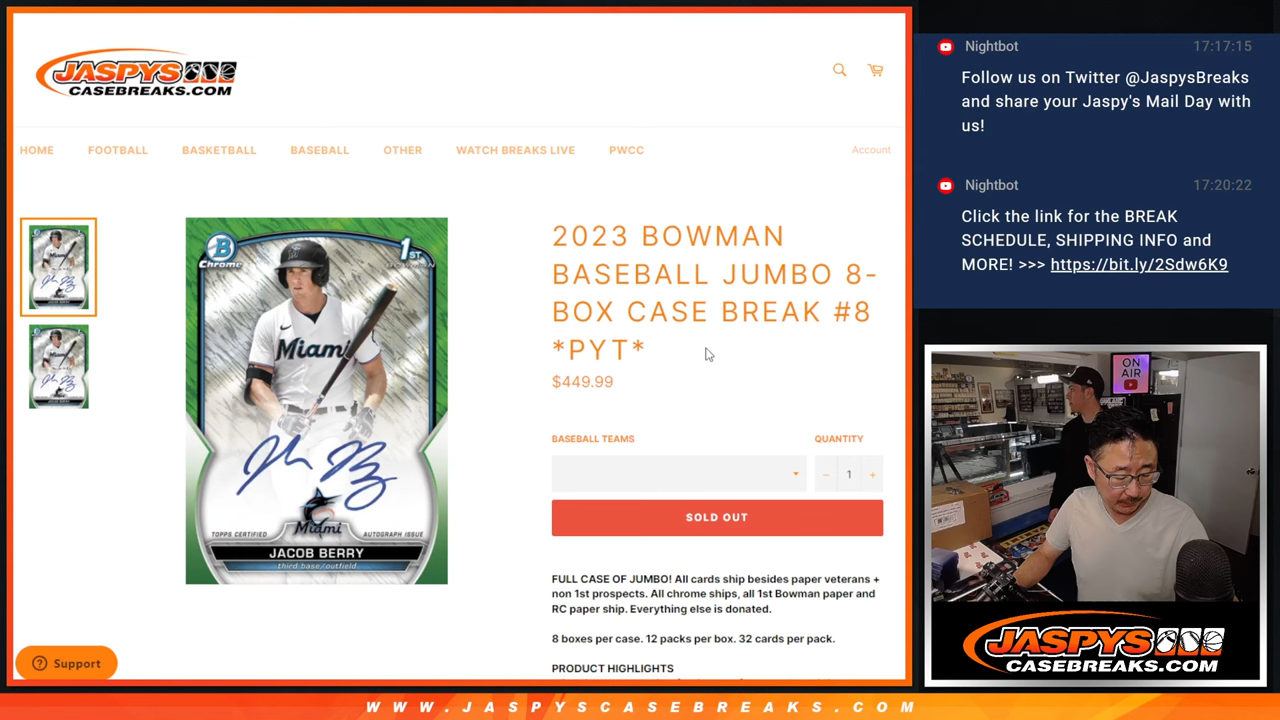 JASPYS
CASEBREAKS.COM
HOME FOOTBALL BASKETBALL BASEBALL OTHER WATCH BREAKS LIVE PWCC Account
B
Chrome
1ST
BOWMAN
Miami
Miami
TOPPS CERTIFIED AUTOGRAPH ISSUE
JACOB BERRY
third base/outfield
2023 BOWMAN
BASEBALL JUMBO 8-
BOX CASE BREAK #8
*PYT*
$449.99
BASEBALL TEAMS QUANTITY
− 1 +
SOLD OUT
FULL CASE OF JUMBO! All cards ship besides paper veterans +
non 1st prospects. All chrome ships, all 1st Bowman paper and
RC paper ship. Everything else is donated.
8 boxes per case. 12 packs per box. 32 cards per pack.
PRODUCT HIGHLIGHTS
Support
Nightbot 17:17:15
Follow us on Twitter @JaspysBreaks
and share your Jaspy's Mail Day with
us!
Nightbot 17:20:22
Click the link for the BREAK
SCHEDULE, SHIPPING INFO and
MORE! >>> https://bit.ly/2Sdw6K9
ON
AIR
JASPYS
CASEBREAKS.COM
WWW.JASPYSCASEBREAKS.COM